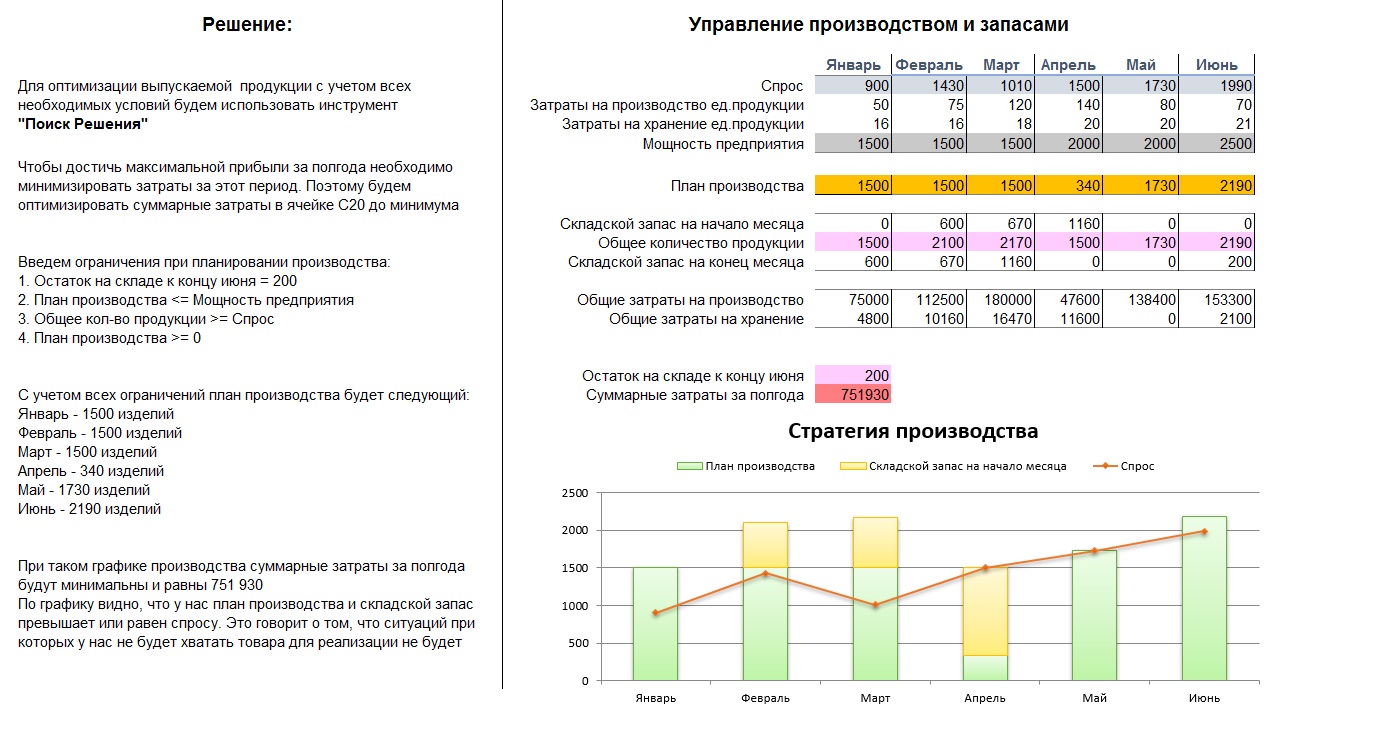 Решение:
Для оптимизации выпускаемой  продукции с учетом всех
необходимых условий будем использовать инструмент
"Поиск Решения"
Чтобы достичь максимальной прибыли за полгода необходимо
минимизировать затраты за этот период. Поэтому будем
оптимизировать суммарные затраты в ячейке C20 до минимума
Введем ограничения при планировании производства:
1. Остаток на складе к концу июня = 200
2. План производства <= Мощность предприятия
3. Общее кол-во продукции >= Спрос
4. План производства >= 0
С учетом всех ограничений план производства будет следующий:
Январь - 1500 изделий
Февраль - 1500 изделий
Март - 1500 изделий
Апрель - 340 изделий
Май - 1730 изделий
Июнь - 2190 изделий
При таком графике производства суммарные затраты за полгода
будут минимальны и равны 751 930
По графику видно, что у нас план производства и складской запас
превышает или равен спросу. Это говорит о том, что ситуаций при
которых у нас не будет хватать товара для реализации не будет
Управление производством и запасами
Январь Февраль Март Апрель Май Июнь
Спрос 900 1430 1010 1500 1730 1990
Затраты на производство ед.продукции 50 75 120 140 80 70
Затраты на хранение ед.продукции 16 16 18 20 20 21
Мощность предприятия 1500 1500 1500 2000 2000 2500
План производства 1500 1500 1500 340 1730 2190
Складской запас на начало месяца 0 600 670 1160 0 0
Общее количество продукции 1500 2100 2170 1500 1730 2190
Складской запас на конец месяца 600 670 1160 0 0 200
Общие затраты на производство 75000 112500 180000 47600 138400 153300
Общие затраты на хранение 4800 10160 16470 11600 0 2100
Остаток на складе к концу июня 200
Суммарные затраты за полгода 751930
Стратегия производства
План производства Складской запас на начало месяца Спрос
2500
2000
1500
1000
500
0
Январь Февраль Март Апрель Май Июнь